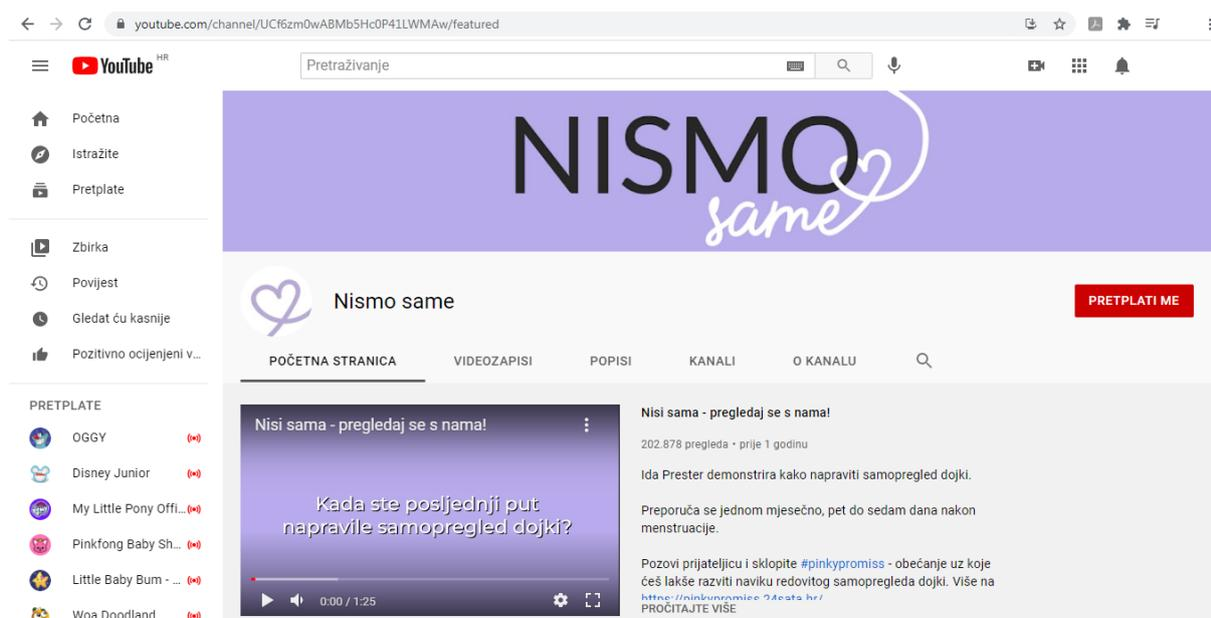 youtube.com/channel/UCf6zm0wABMb5Hc0P41LWMAw/featured
YouTube HR
Pretraživanje
Početna
Istražite
Pretplate
Zbirka
Povijest
Gledat ću kasnije
Pozitivno ocijenjeni v...
PRETPLATE
OGGY
Disney Junior
My Little Pony Offi...
Pinkfong Baby Sh...
Little Baby Bum - ...
Woa Doodland
NISMO
same
Nismo same
PRETPLATI ME
POČETNA STRANICA VIDEOZAPISI POPISI KANALI O KANALU
Nisi sama - pregledaj se s nama!
Kada ste posljednji put
napravile samopregled dojki?
0:00 / 1:25
Nisi sama - pregledaj se s nama!
202.878 pregleda • prije 1 godinu
Ida Prester demonstrira kako napraviti samopregled dojki.
Preporuča se jednom mjesečno, pet do sedam dana nakon
menstruacije.
Pozovi prijateljicu i sklopite #pinkypromiss - obećanje uz koje
ćeš lakše razviti naviku redovitog samopregleda dojki. Više na
https://pinkypromiss.24sata.hr/
PROČITAJTE VIŠE